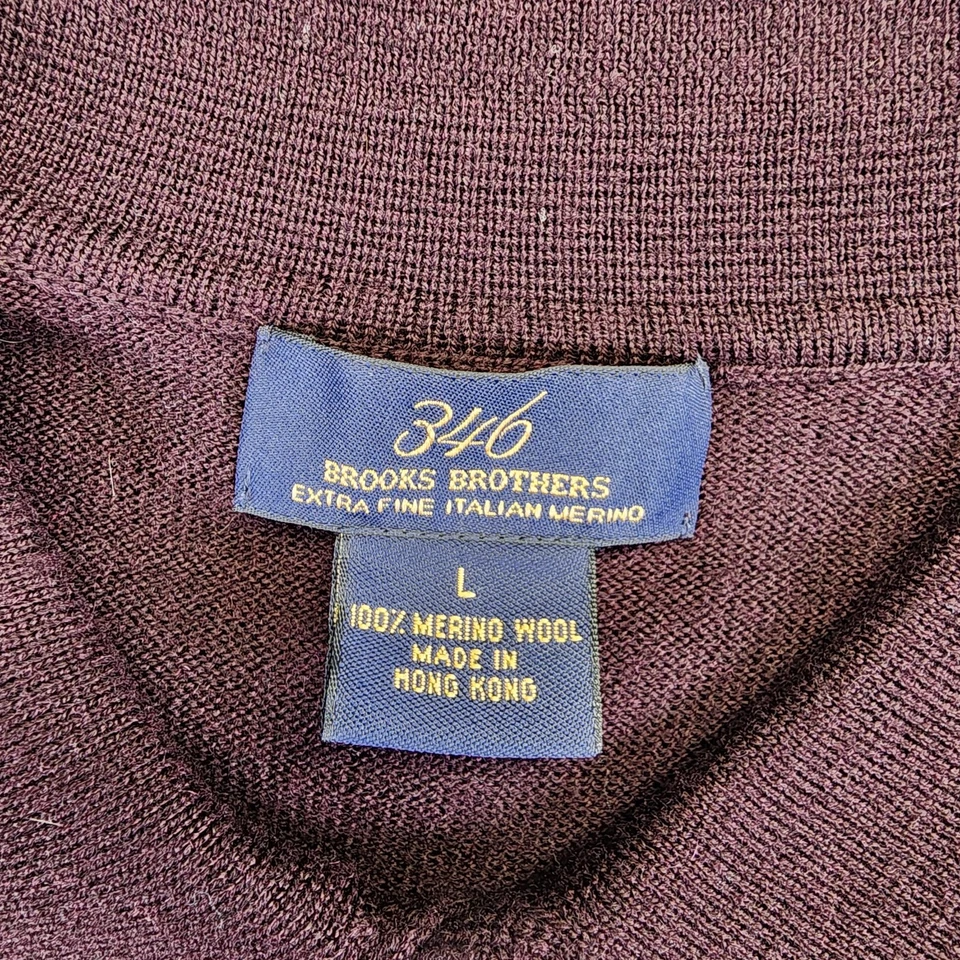 346
BROOKS BROTHERS
EXTRA FINE ITALIAN MERINO
L
100% MERINO WOOL
MADE IN
HONG KONG